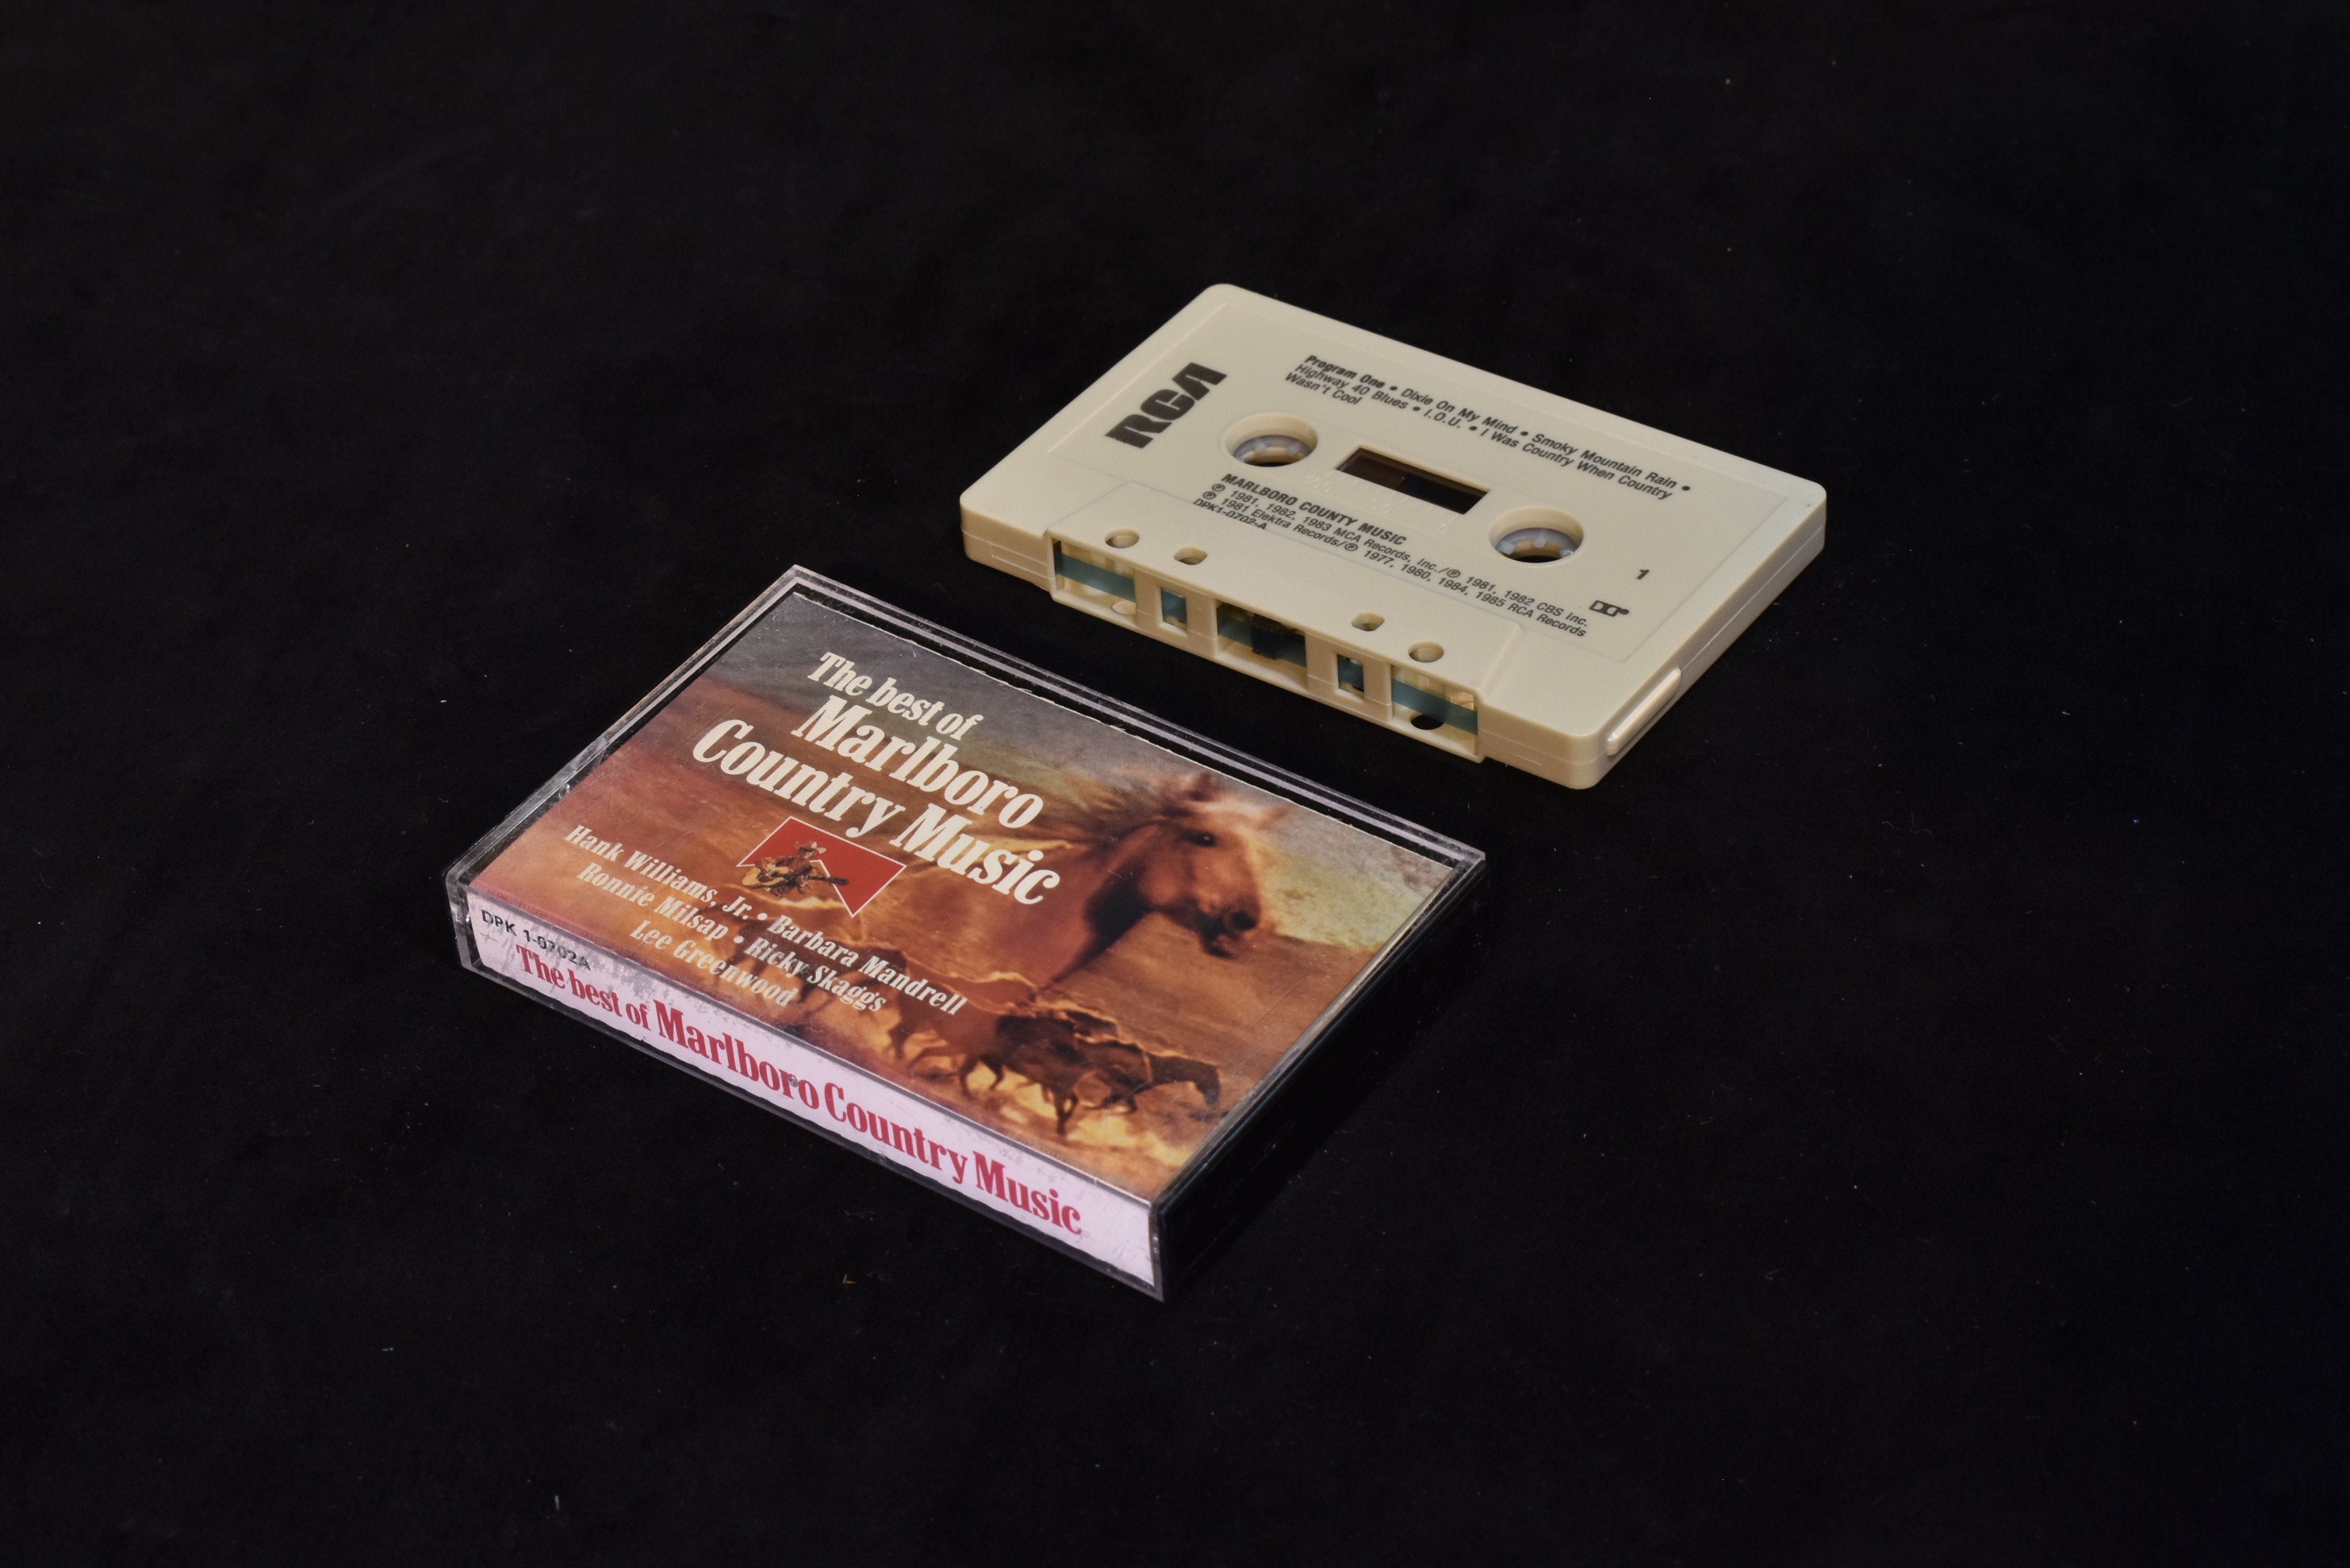 RCA
Program One • Dixie On My Mind • Smoky Mountain Rain •
Highway 40 Blues • I.O.U. • I Was Country When Country
Wasn't Cool
MARLBORO COUNTY MUSIC
℗ 1981, 1982, 1983 MCA Records, Inc./℗ 1981, 1982 CBS Inc.
℗ 1981 Elektra Records/℗ 1977, 1980, 1984, 1985 RCA Records
DPK1-0702-A
1
The best of
Marlboro
Country Music
Hank Williams, Jr. • Barbara Mandrell
Ronnie Milsap • Ricky Skaggs
Lee Greenwood
DPK 1-0702A
The best of Marlboro Country Music